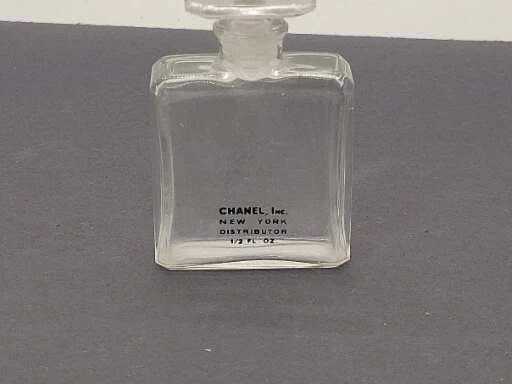 CHANEL, INC.
NEW YORK
DISTRIBUTOR
1/2 FL. OZ.